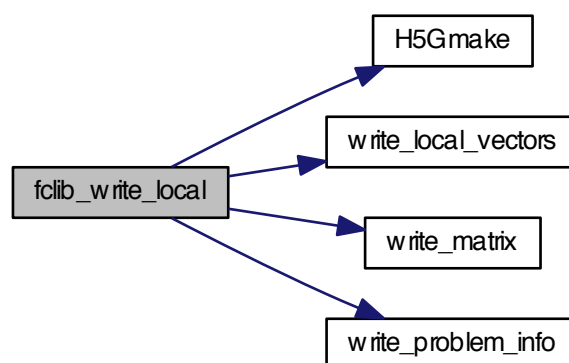 H5Gmake
write_local_vectors
fclib_write_local
write_matrix
write_problem_info